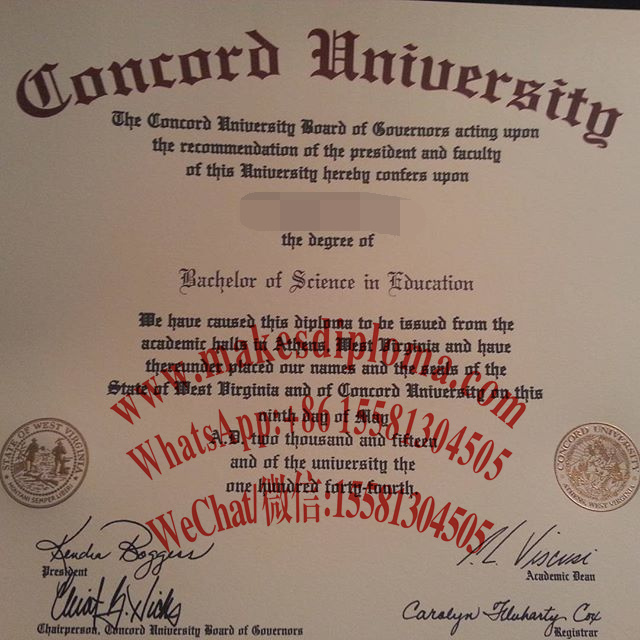 Concord University
The Concord University Board of Governors acting upon
the recommendation of the president and faculty
of this University hereby confers upon
the degree of
Bachelor of Science in Education
We have caused this diploma to be issued from the
academic halls in Athens, West Virginia and have
thereunder placed our names and the seals of the
State of West Virginia and of Concord University on this
ninth day of May
A.D. two thousand and fifteen
and of the university the
one hundred forty-fourth.
www.makesdiploma.com
WhatsApp:+86 15581304505
WeChat/微信:15581304505
STATE OF WEST VIRGINIA
MONTANI SEMPER LIBERI
CONCORD UNIVERSITY
ATHENS, WEST VIRGINIA
Kendra Boggess
President
M.L. Viscusi
Academic Dean
Elliot G. Hicks
Chairperson, Concord University Board of Governors
Carolyn Fluharty Cox
Registrar